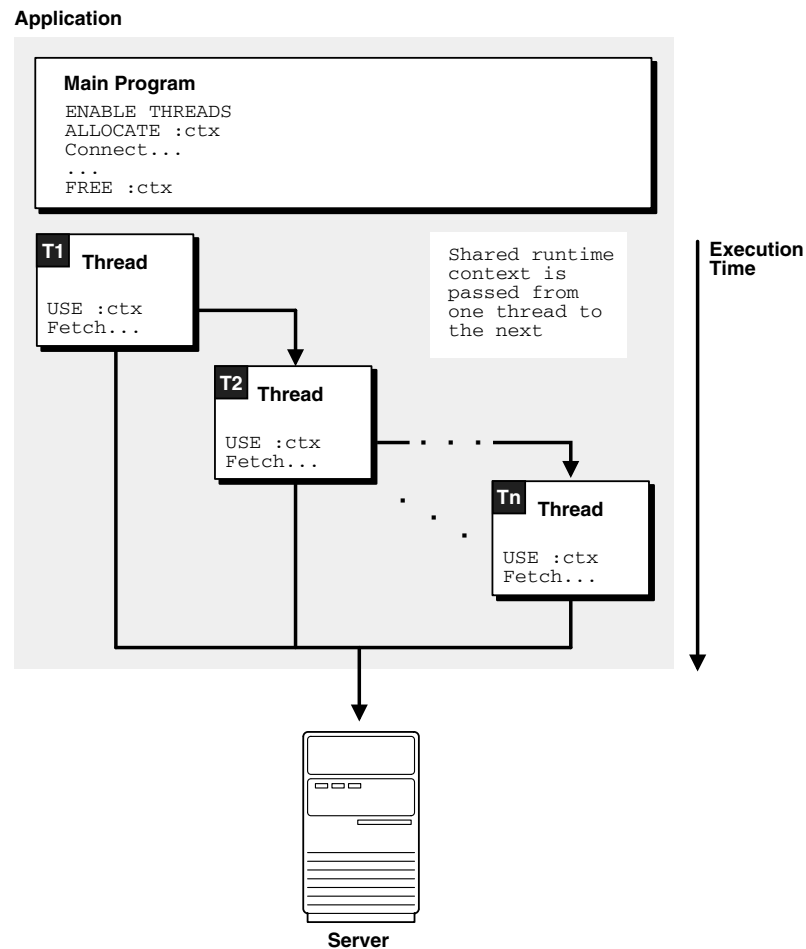 Application
Main Program
ENABLE THREADS
ALLOCATE :ctx
Connect...
...
FREE :ctx
T1
Thread
USE :ctx
Fetch...
Shared runtime
context is
passed from
one thread to
the next
Execution
Time
T2
Thread
USE :ctx
Fetch...
Tn
Thread
USE :ctx
Fetch...
Server